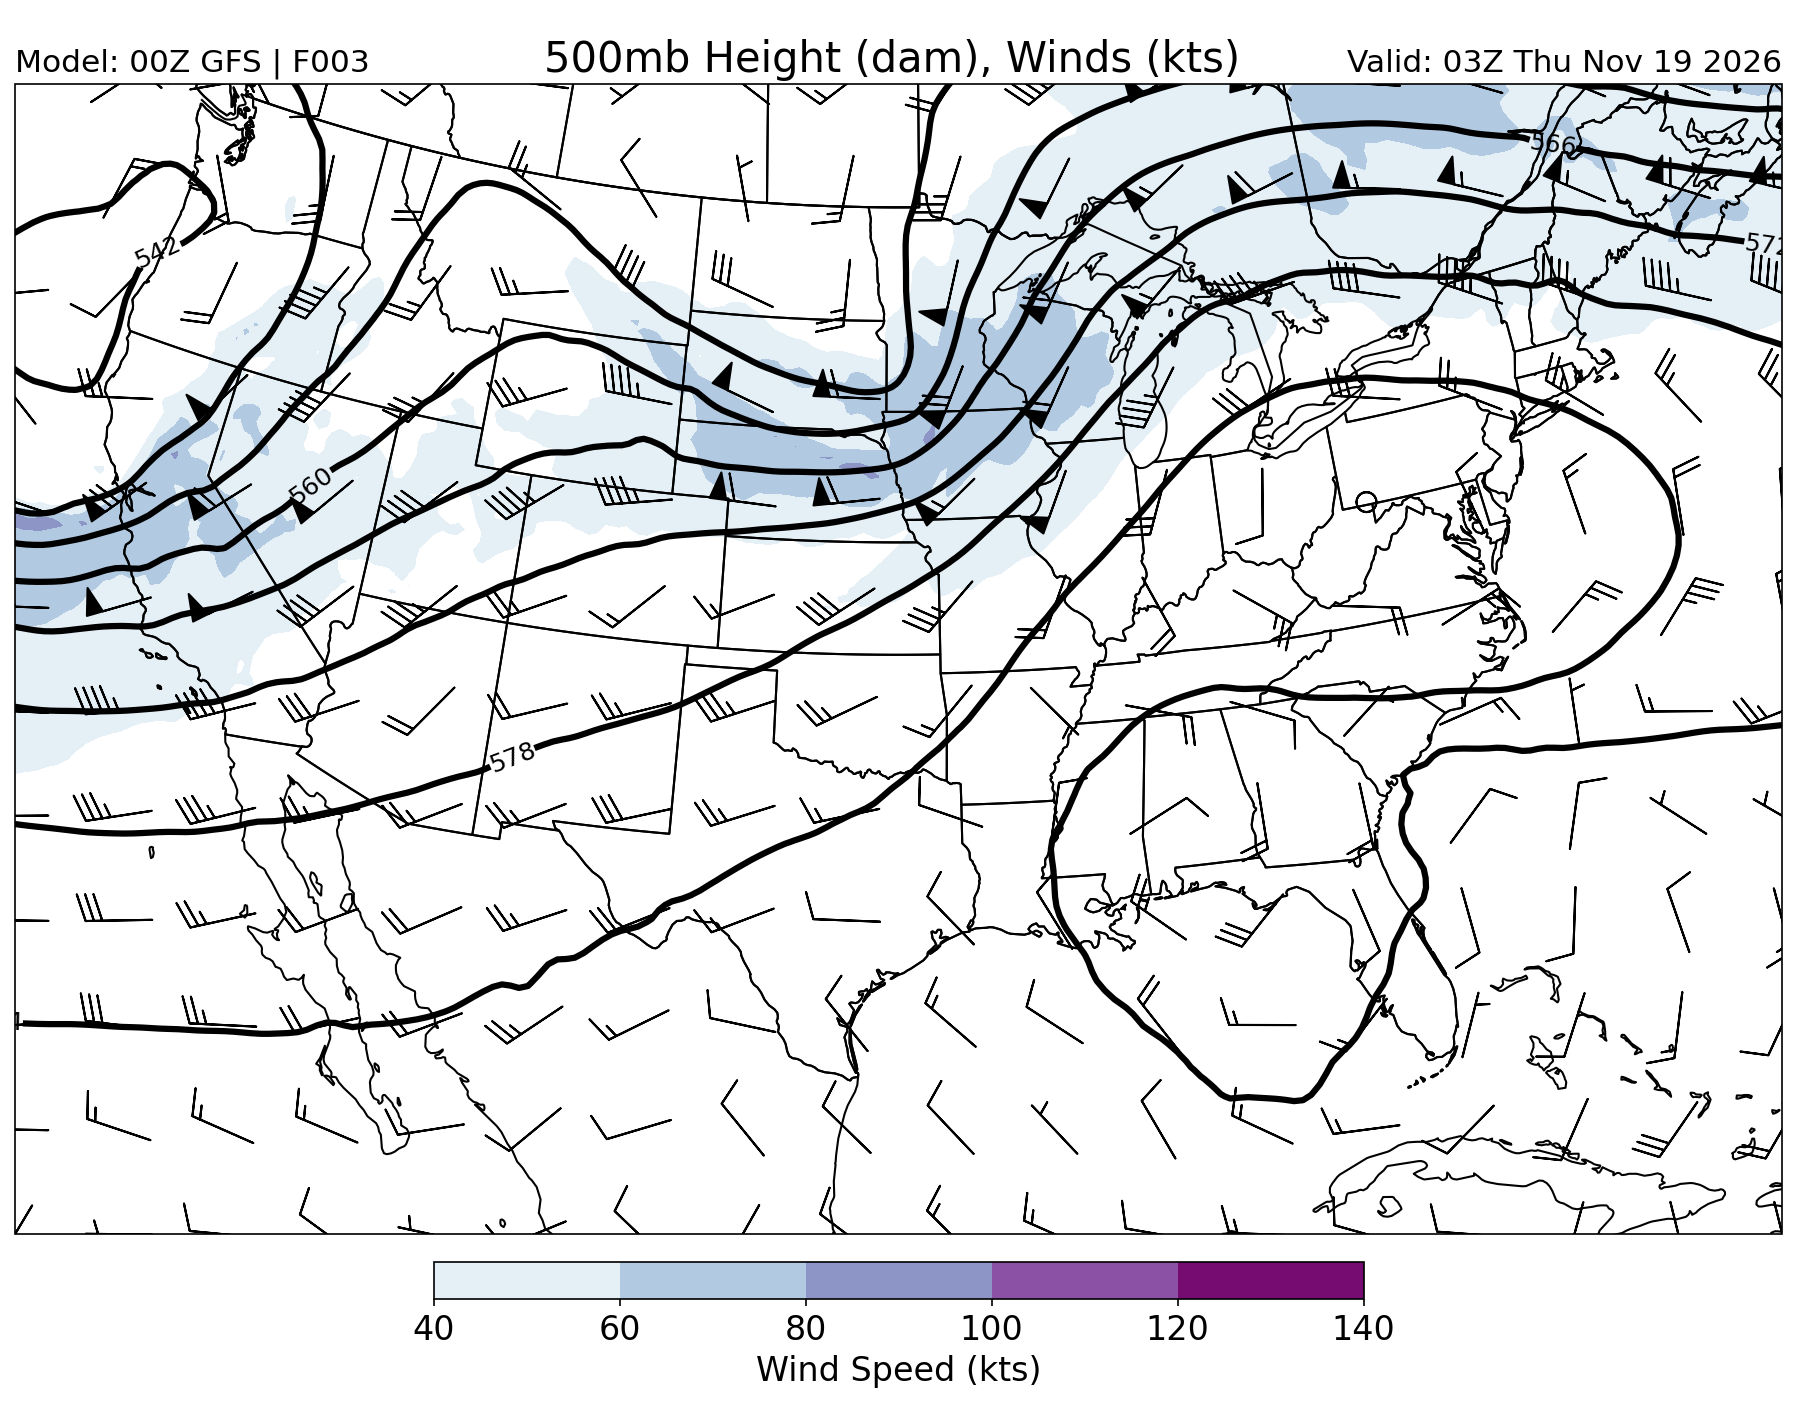 Model: 00Z GFS | F003
500mb Height (dam), Winds (kts)
Valid: 03Z Thu Nov 19 2026
566
572
542
560
578
40 60 80 100 120 140
Wind Speed (kts)